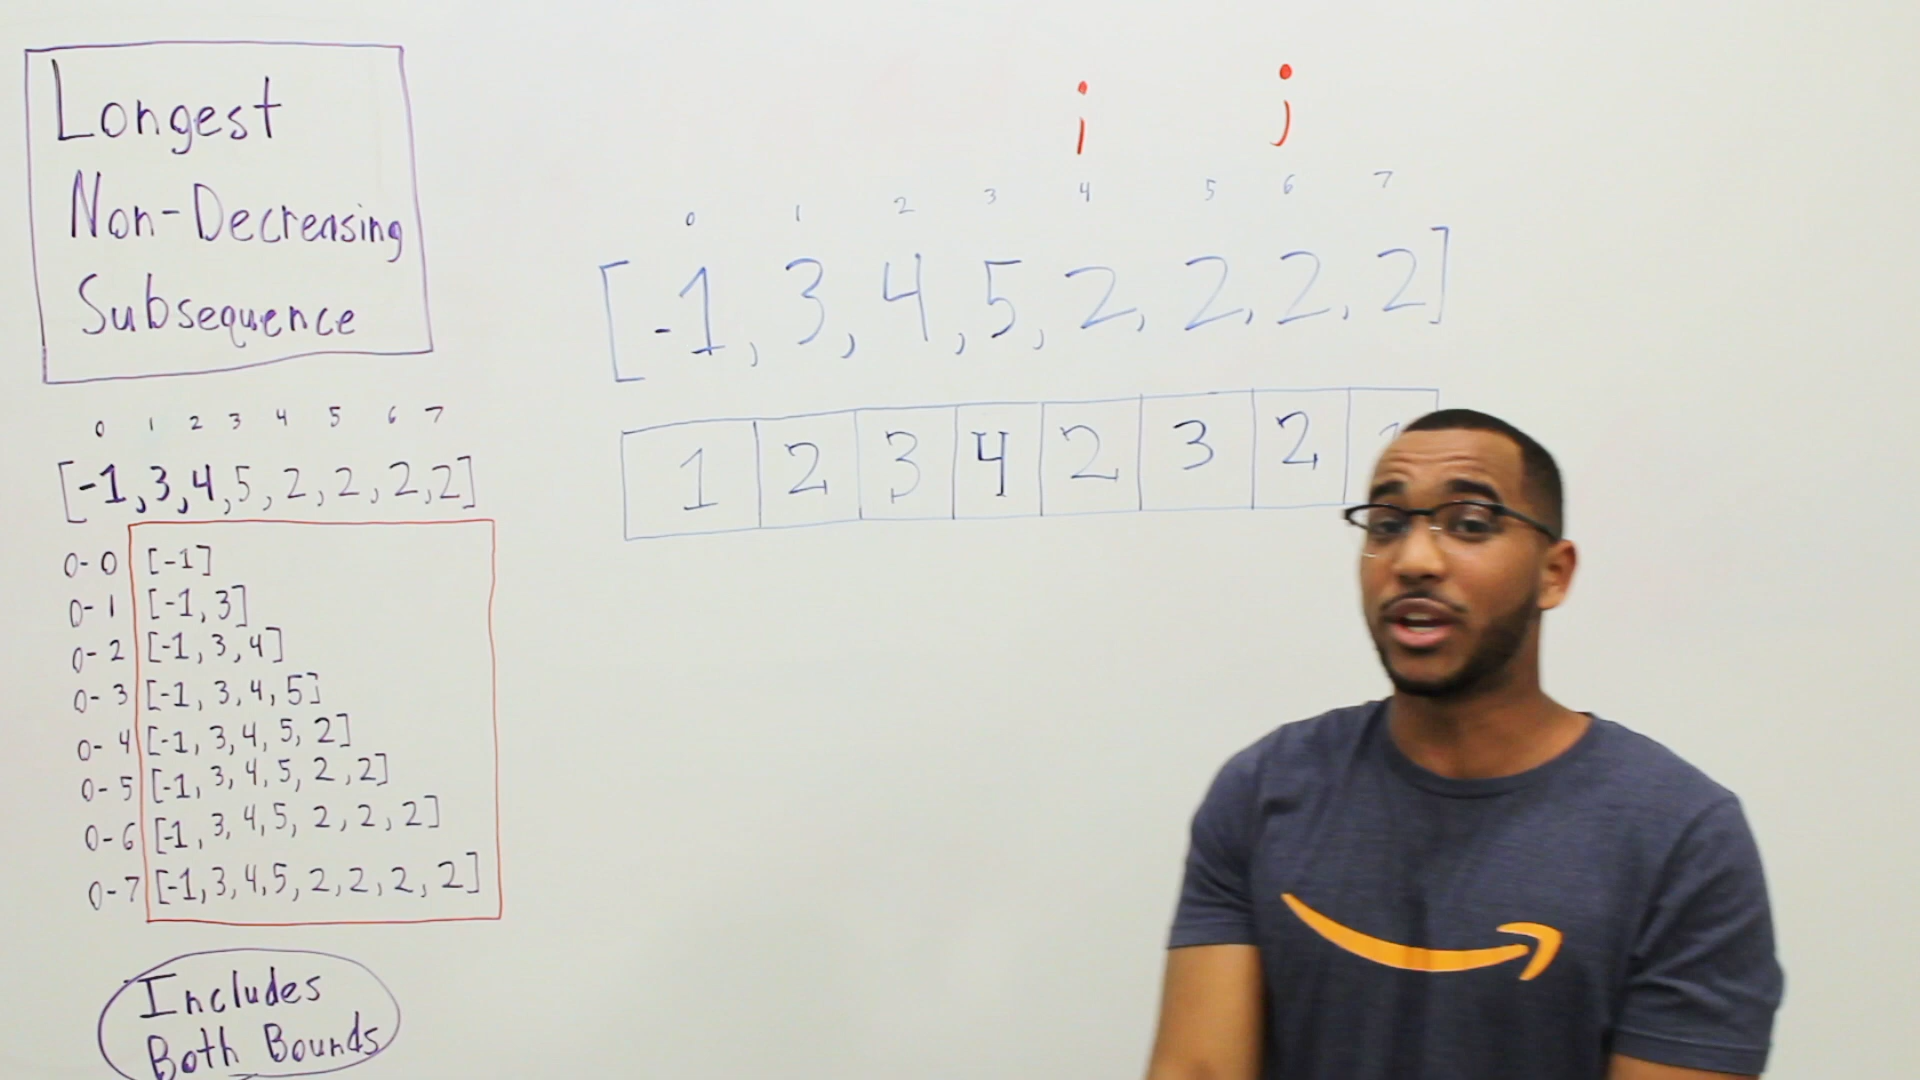 Longest
Non-Decreasing
Subsequence
0 1 2 3 4 5 6 7
[-1,3,4,5,2,2,2,2]
0-0 [-1]
0-1 [-1,3]
0-2 [-1,3,4]
0-3 [-1,3,4,5]
0-4 [-1,3,4,5,2]
0-5 [-1,3,4,5,2,2]
0-6 [-1,3,4,5,2,2,2]
0-7 [-1,3,4,5,2,2,2,2]
Includes
Both Bounds
i j
0 1 2 3 4 5 6 7
[-1,3,4,5,2,2,2,2]
1 2 3 4 2 3 2